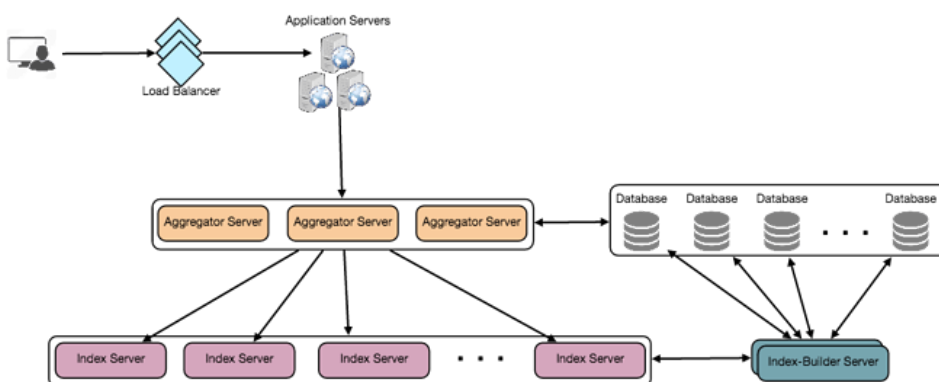 Application Servers
Load Balancer
Aggregator Server
Aggregator Server
Aggregator Server
Database
Database
Database
Database
Index Server
Index Server
Index Server
Index Server
Index-Builder Server